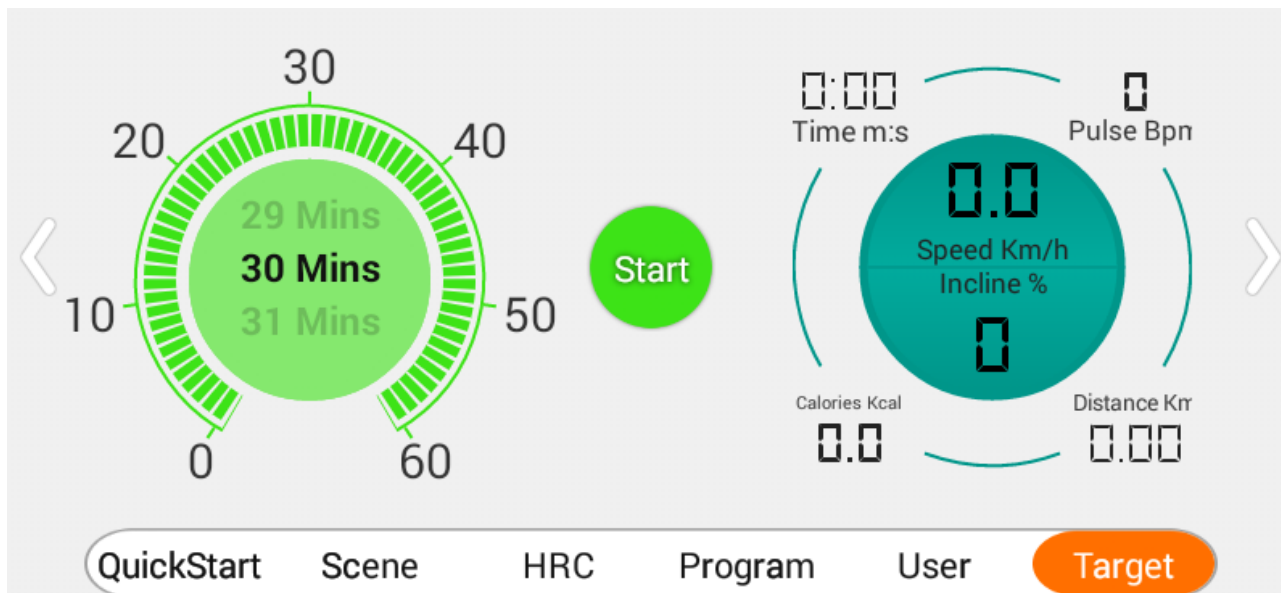 30
20
40
10
50
0
60
29 Mins
30 Mins
31 Mins
Start
0:00
Time m:s
0
Pulse Bpm
0.0
Speed Km/h
Incline %
0
Calories Kcal
0.0
Distance Km
0.00
QuickStart Scene HRC Program User Target